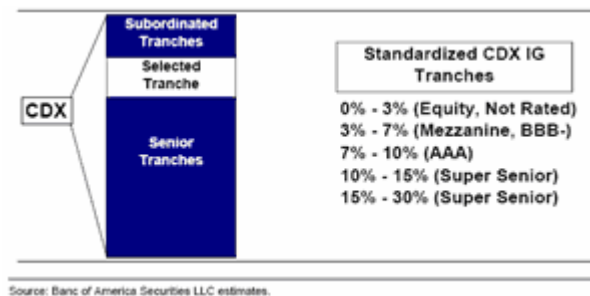 Subordinated
Tranches
Selected
Tranche
CDX
Senior
Tranches
Standardized CDX IG
Tranches
0% - 3% (Equity, Not Rated)
3% - 7% (Mezzanine, BBB-)
7% - 10% (AAA)
10% - 15% (Super Senior)
15% - 30% (Super Senior)
Source: Banc of America Securities LLC estimates.